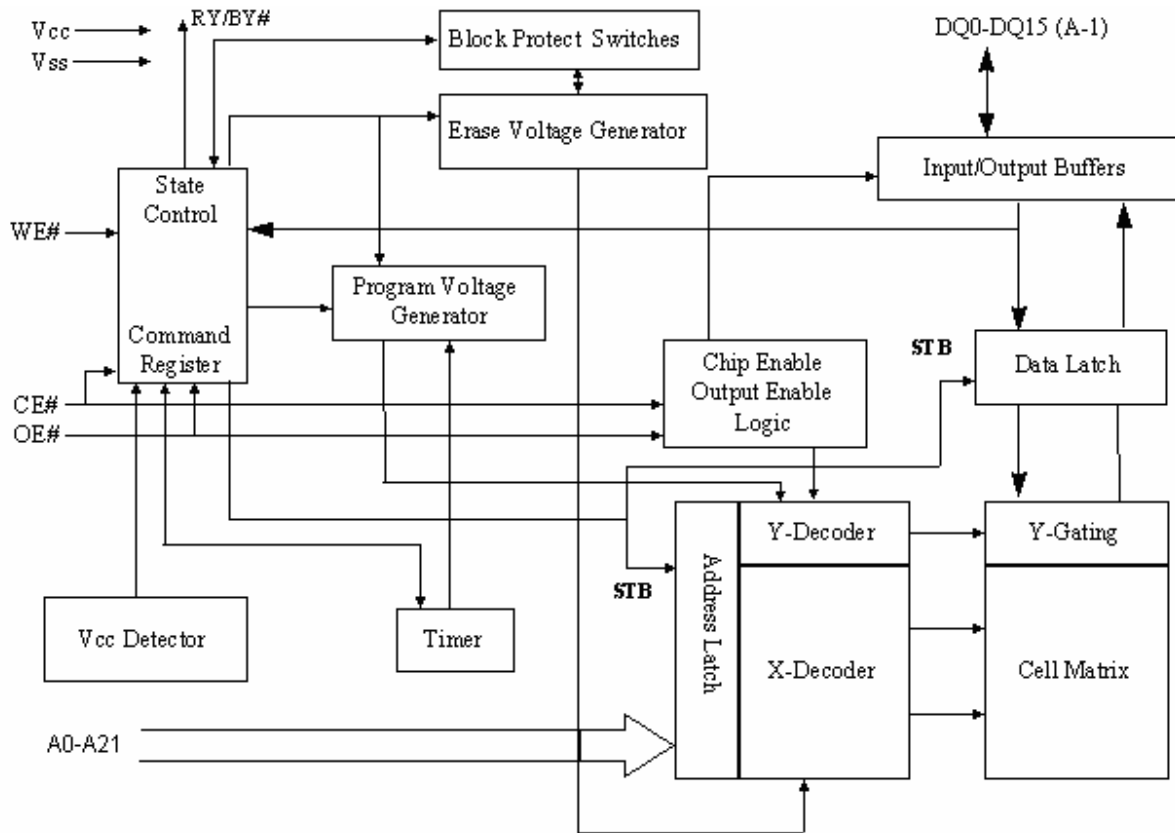 Vcc
Vss
RY/BY#
Block Protect Switches
DQ0-DQ15 (A-1)
Erase Voltage Generator
Input/Output Buffers
State
Control
WE#
Program Voltage
Generator
Command
Register
STB
Chip Enable
Output Enable
Logic
Data Latch
CE#
OE#
Address Latch
Y-Decoder
Y-Gating
STB
Vcc Detector
Timer
X-Decoder
Cell Matrix
A0-A21